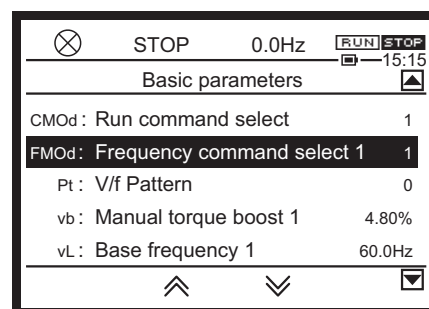 STOP 0.0Hz RUN STOP
15:15
Basic parameters
CMOd: Run command select 1
FMOd: Frequency command select 1 1
Pt: V/f Pattern 0
vb: Manual torque boost 1 4.80%
vL: Base frequency 1 60.0Hz